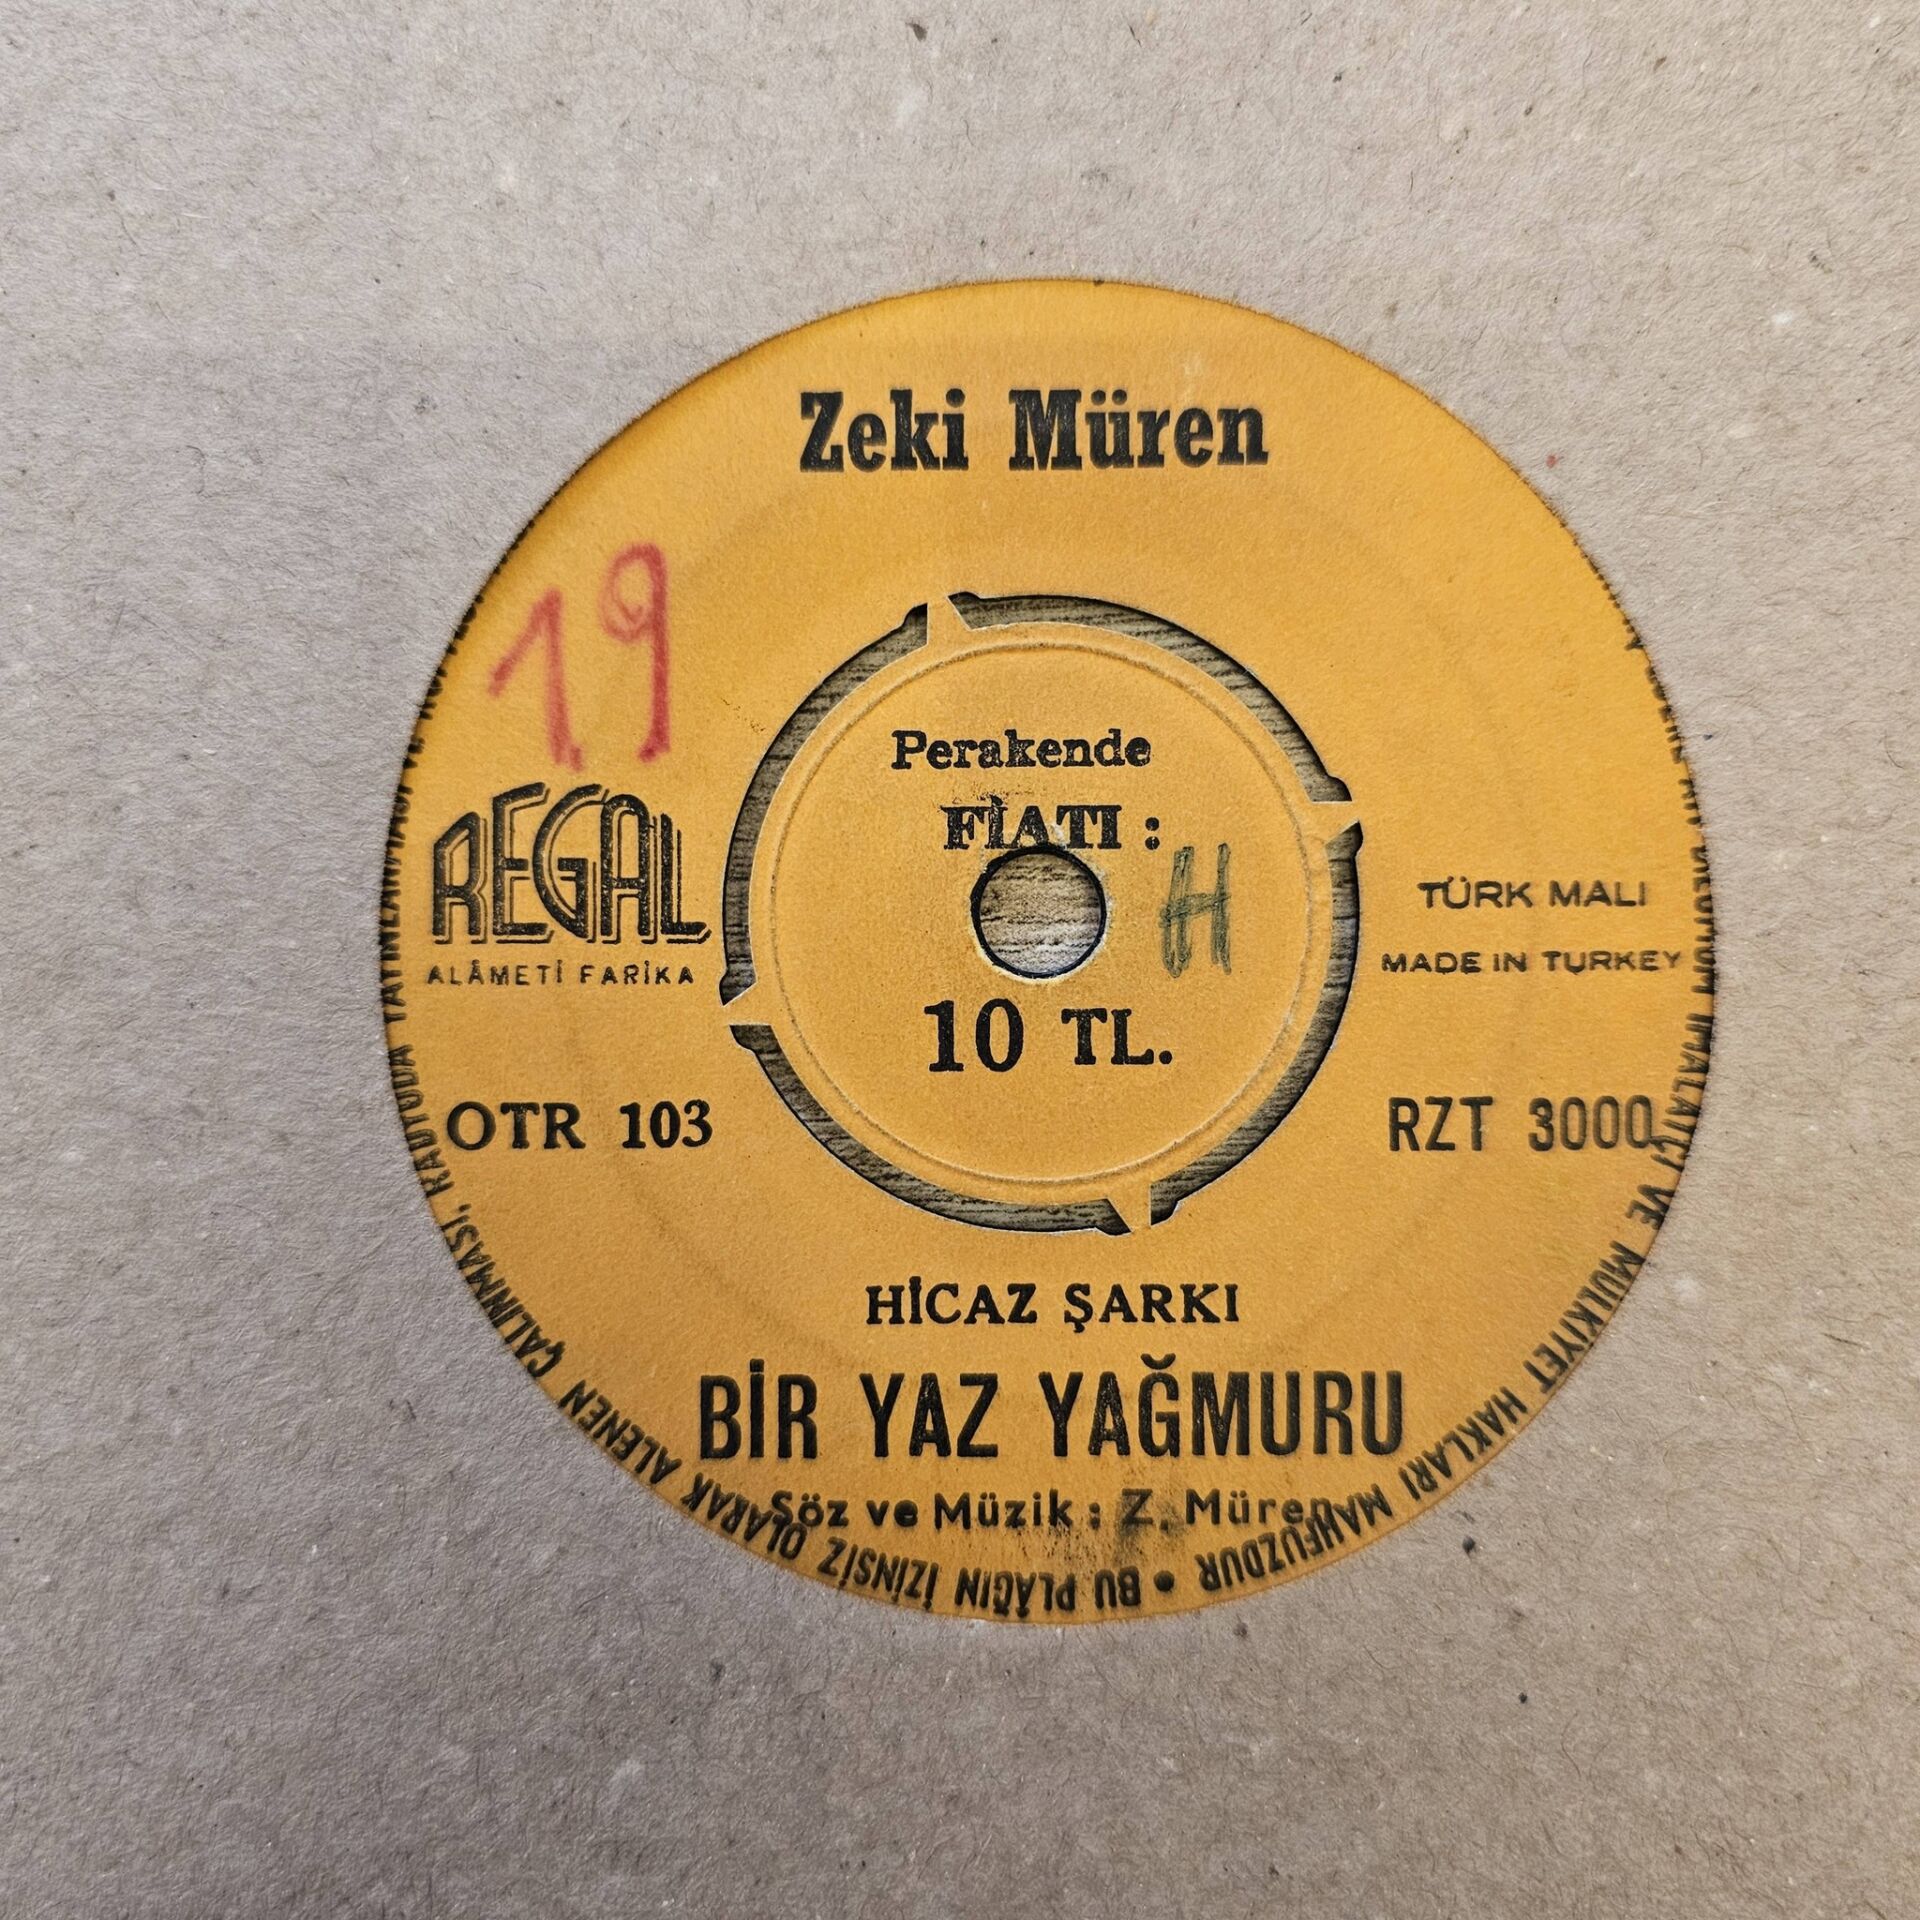 Zeki Müren
19
Perakende
FİATI :
H
10 TL.
REGAL
ALÂMETİ FARİKA
TÜRK MALI
MADE IN TURKEY
OTR 103
RZT 3000
HİCAZ ŞARKI
BİR YAZ YAĞMURU
Söz ve Müzik : Z. Müren
İMALATÇI VE MÜLKİYET HAKLARI MAHFUZDUR • BU PLÂĞIN İZİNSİZ OLARAK ALENEN ÇALINMASI, RADYODA YAYINLANMASI VE